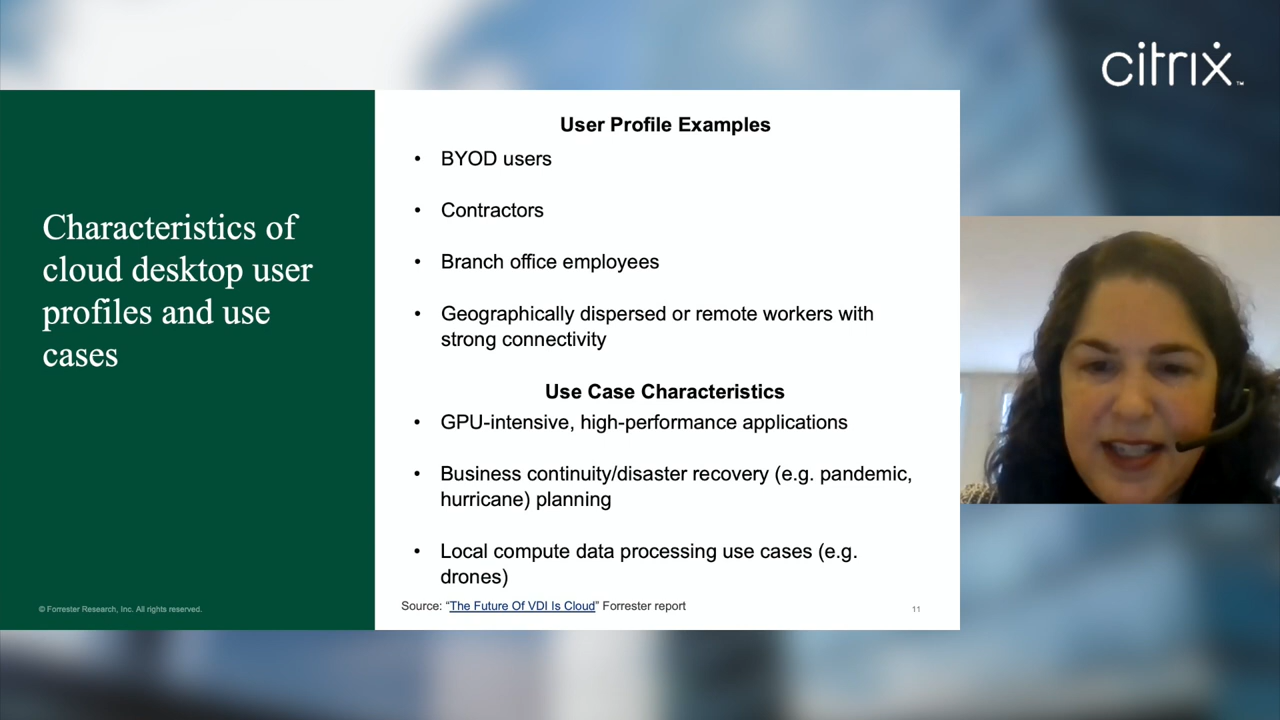 citrix™
Characteristics of
cloud desktop user
profiles and use
cases
© Forrester Research, Inc. All rights reserved.
User Profile Examples
• BYOD users
• Contractors
• Branch office employees
• Geographically dispersed or remote workers with
strong connectivity
Use Case Characteristics
• GPU-intensive, high-performance applications
• Business continuity/disaster recovery (e.g. pandemic,
hurricane) planning
• Local compute data processing use cases (e.g.
drones)
Source: “The Future Of VDI Is Cloud” Forrester report
11